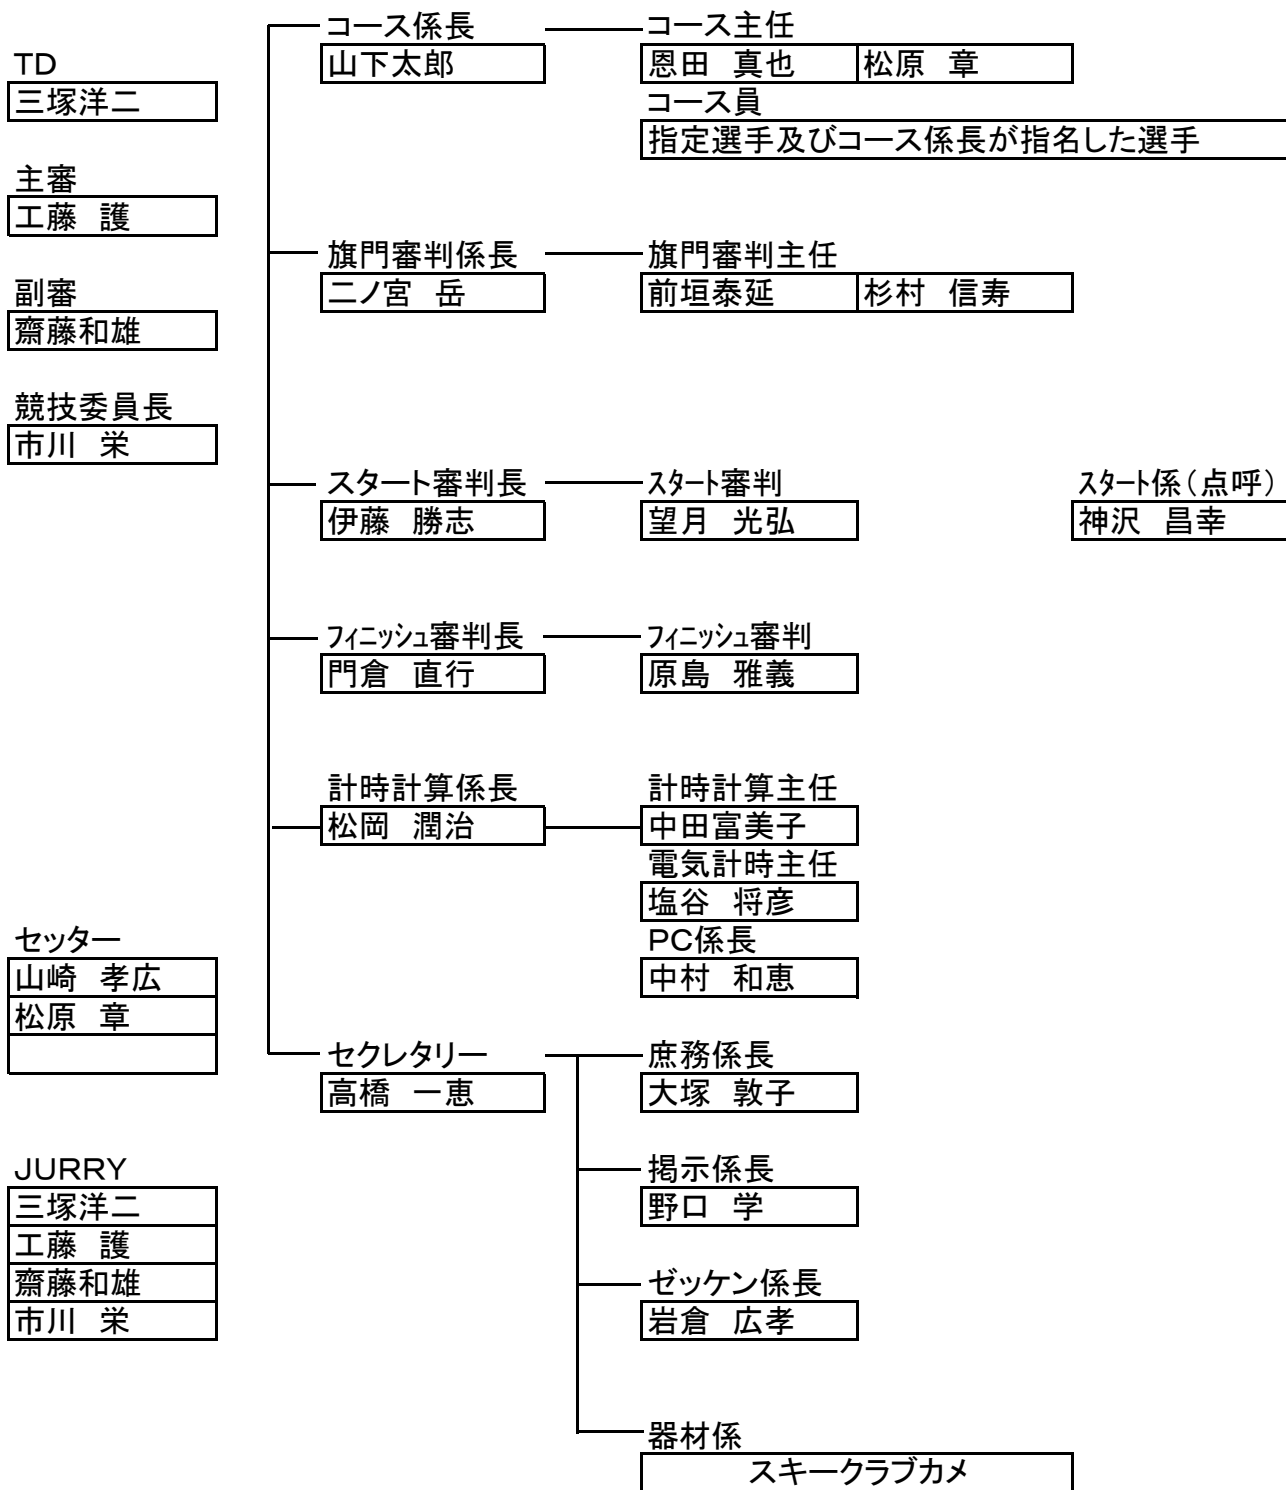 TD
三塚洋二
主審
工藤　護
副審
齋藤和雄
競技委員長
市川　栄
セッター
山崎　孝広
松原　章
JURRY
三塚洋二
工藤　護
齋藤和雄
市川　栄
コース係長
山下太郎
コース主任
恩田　真也　松原　章
コース員
指定選手及びコース係長が指名した選手
旗門審判係長
二ノ宮　岳
旗門審判主任
前垣泰延　杉村　信寿
スタート審判長
伊藤　勝志
スタート審判
望月　光弘
スタート係（点呼）
神沢　昌幸
フィニッシュ審判長
門倉　直行
フィニッシュ審判
原島　雅義
計時計算係長
松岡　潤治
計時計算主任
中田富美子
電気計時主任
塩谷　将彦
PC係長
中村　和恵
セクレタリー
高橋　一恵
庶務係長
大塚　敦子
掲示係長
野口　学
ゼッケン係長
岩倉　広孝
器材係
スキークラブカメ